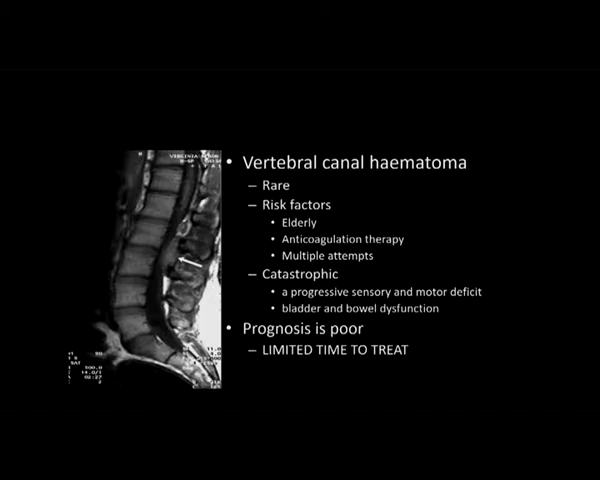 • Vertebral canal haematoma
– Rare
– Risk factors
• Elderly
• Anticoagulation therapy
• Multiple attempts
– Catastrophic
• a progressive sensory and motor deficit
• bladder and bowel dysfunction
• Prognosis is poor
– LIMITED TIME TO TREAT